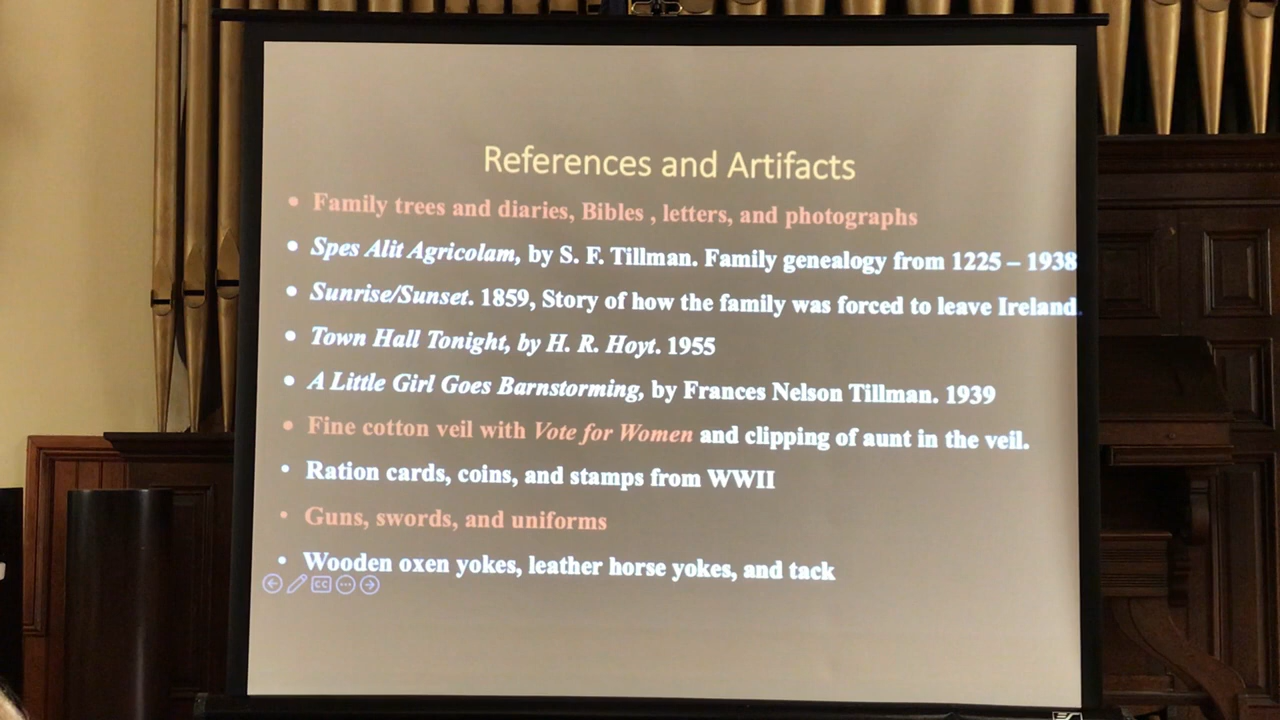 References and Artifacts
• Family trees and diaries, Bibles , letters, and photographs
• Spes Alit Agricolam, by S. F. Tillman. Family genealogy from 1225 – 1938
• Sunrise/Sunset. 1859, Story of how the family was forced to leave Ireland.
• Town Hall Tonight, by H. R. Hoyt. 1955
• A Little Girl Goes Barnstorming, by Frances Nelson Tillman. 1939
• Fine cotton veil with Vote for Women and clipping of aunt in the veil.
• Ration cards, coins, and stamps from WWII
• Guns, swords, and uniforms
• Wooden oxen yokes, leather horse yokes, and tack
CC